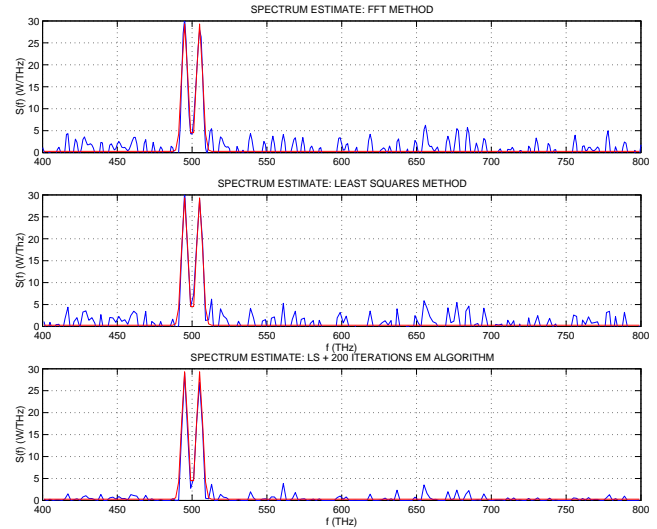 SPECTRUM ESTIMATE: FFT METHOD
30
25
20
15
10
5
0
S(f) (W/THz)
400 450 500 550 600 650 700 750 800
SPECTRUM ESTIMATE: LEAST SQUARES METHOD
30
25
20
15
10
5
0
S(f) (W/Thz)
400 450 500 550 600 650 700 750 800
f (THz)
SPECTRUM ESTIMATE: LS + 200 ITERATIONS EM ALGORITHM
30
25
20
15
10
5
0
S(f) (W/THz)
400 450 500 550 600 650 700 750 800
f (THz)